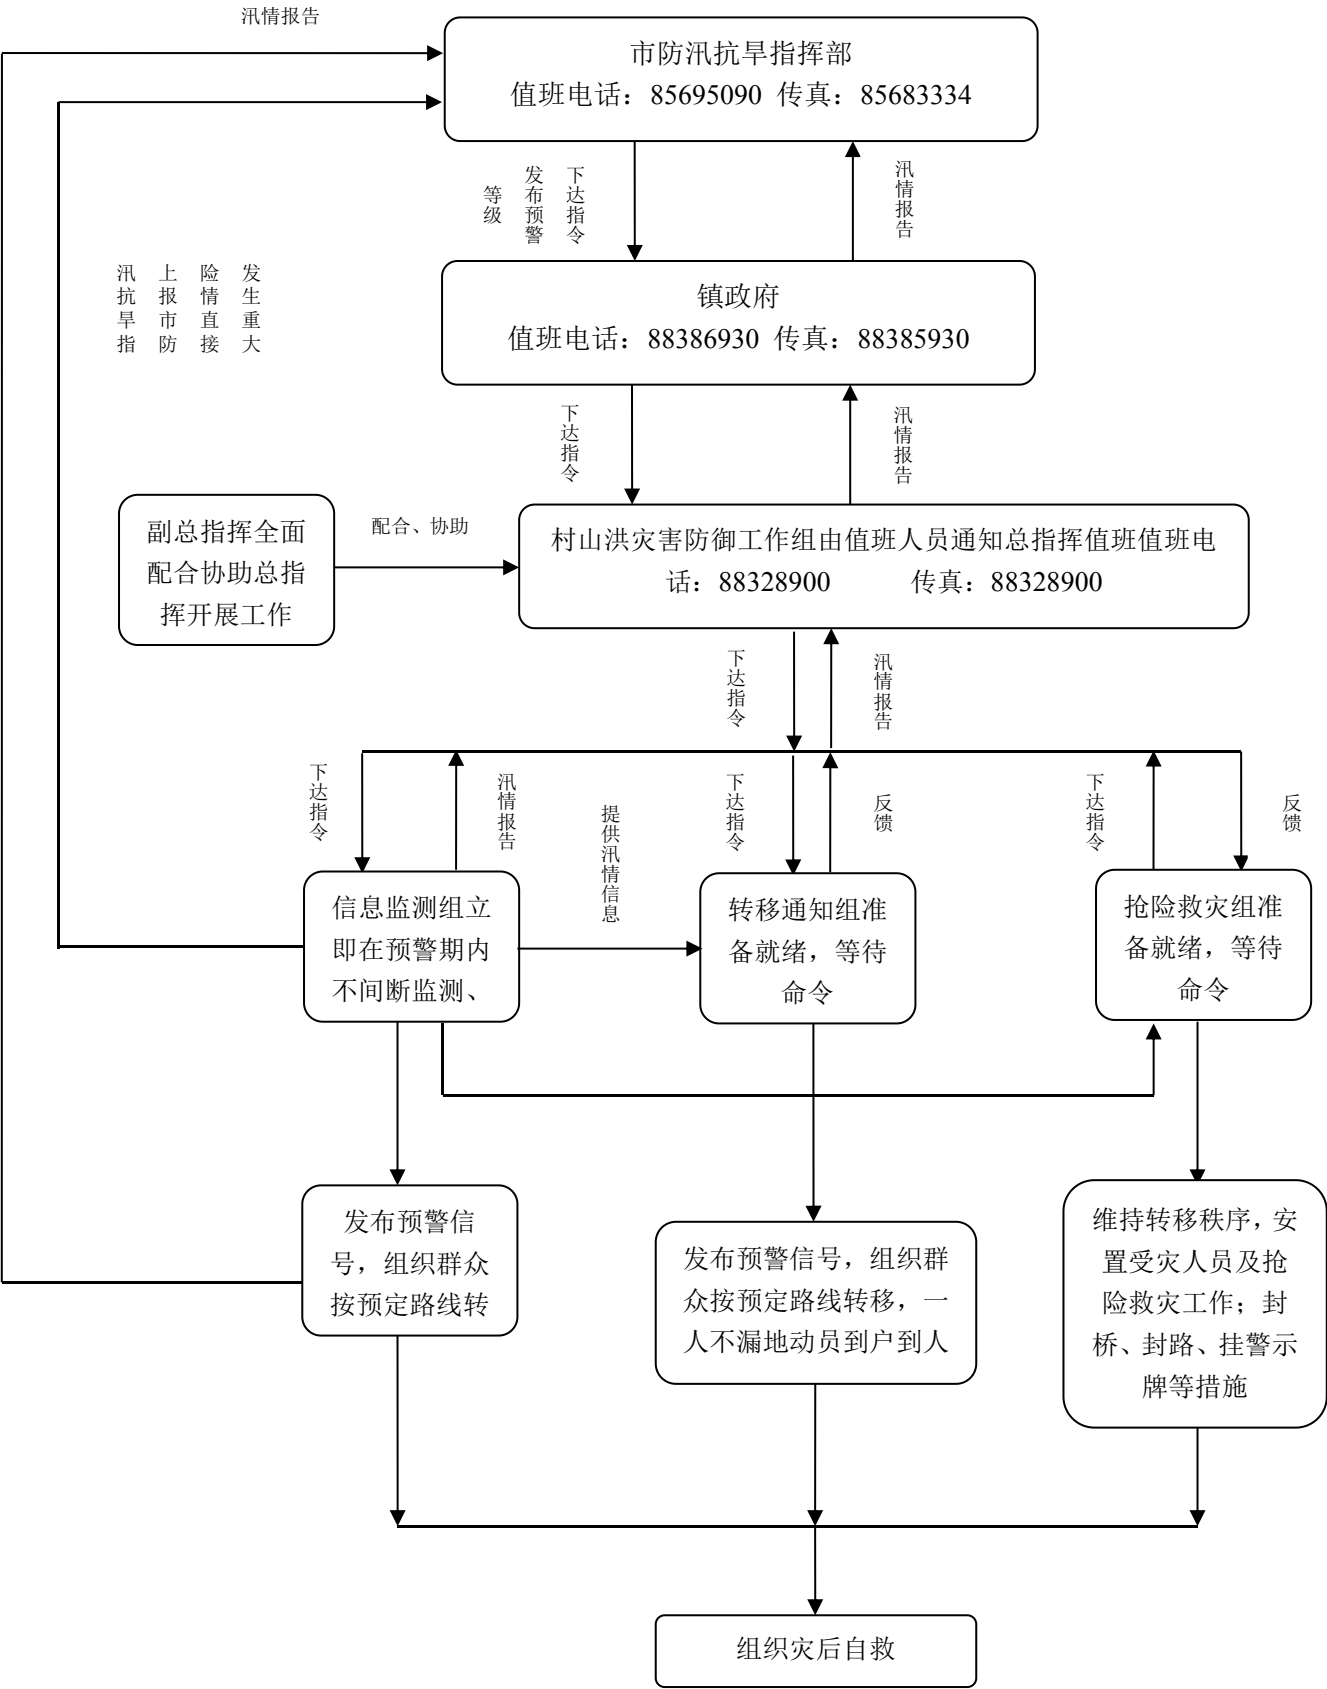 汛情报告
市防汛抗旱指挥部
值班电话：85695090 传真：85683334
下达指令
发布预警
等级
汛情报告
发生重大
险情直接
上报市防
汛抗旱指
镇政府
值班电话：88386930 传真：88385930
下达指令
汛情报告
副总指挥全面
配合协助总指
挥开展工作
配合、协助
村山洪灾害防御工作组由值班人员通知总指挥值班值班电
话：88328900 传真：88328900
下达指令
汛情报告
下达指令
汛情报告
提供汛情信息
下达指令
反馈
下达指令
反馈
信息监测组立
即在预警期内
不间断监测、
转移通知组准
备就绪，等待
命令
抢险救灾组准
备就绪，等待
命令
发布预警信
号，组织群众
按预定路线转
发布预警信号，组织群
众按预定路线转移，一
人不漏地动员到户到人
维持转移秩序，安
置受灾人员及抢
险救灾工作；封
桥、封路、挂警示
牌等措施
组织灾后自救